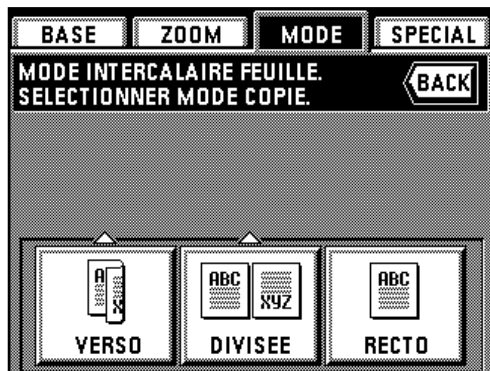 BASE ZOOM MODE SPECIAL
MODE INTERCALAIRE FEUILLE.
SELECTIONNER MODE COPIE.
BACK
A
X
ABC
XYZ
ABC
VERSO DIVISEE RECTO